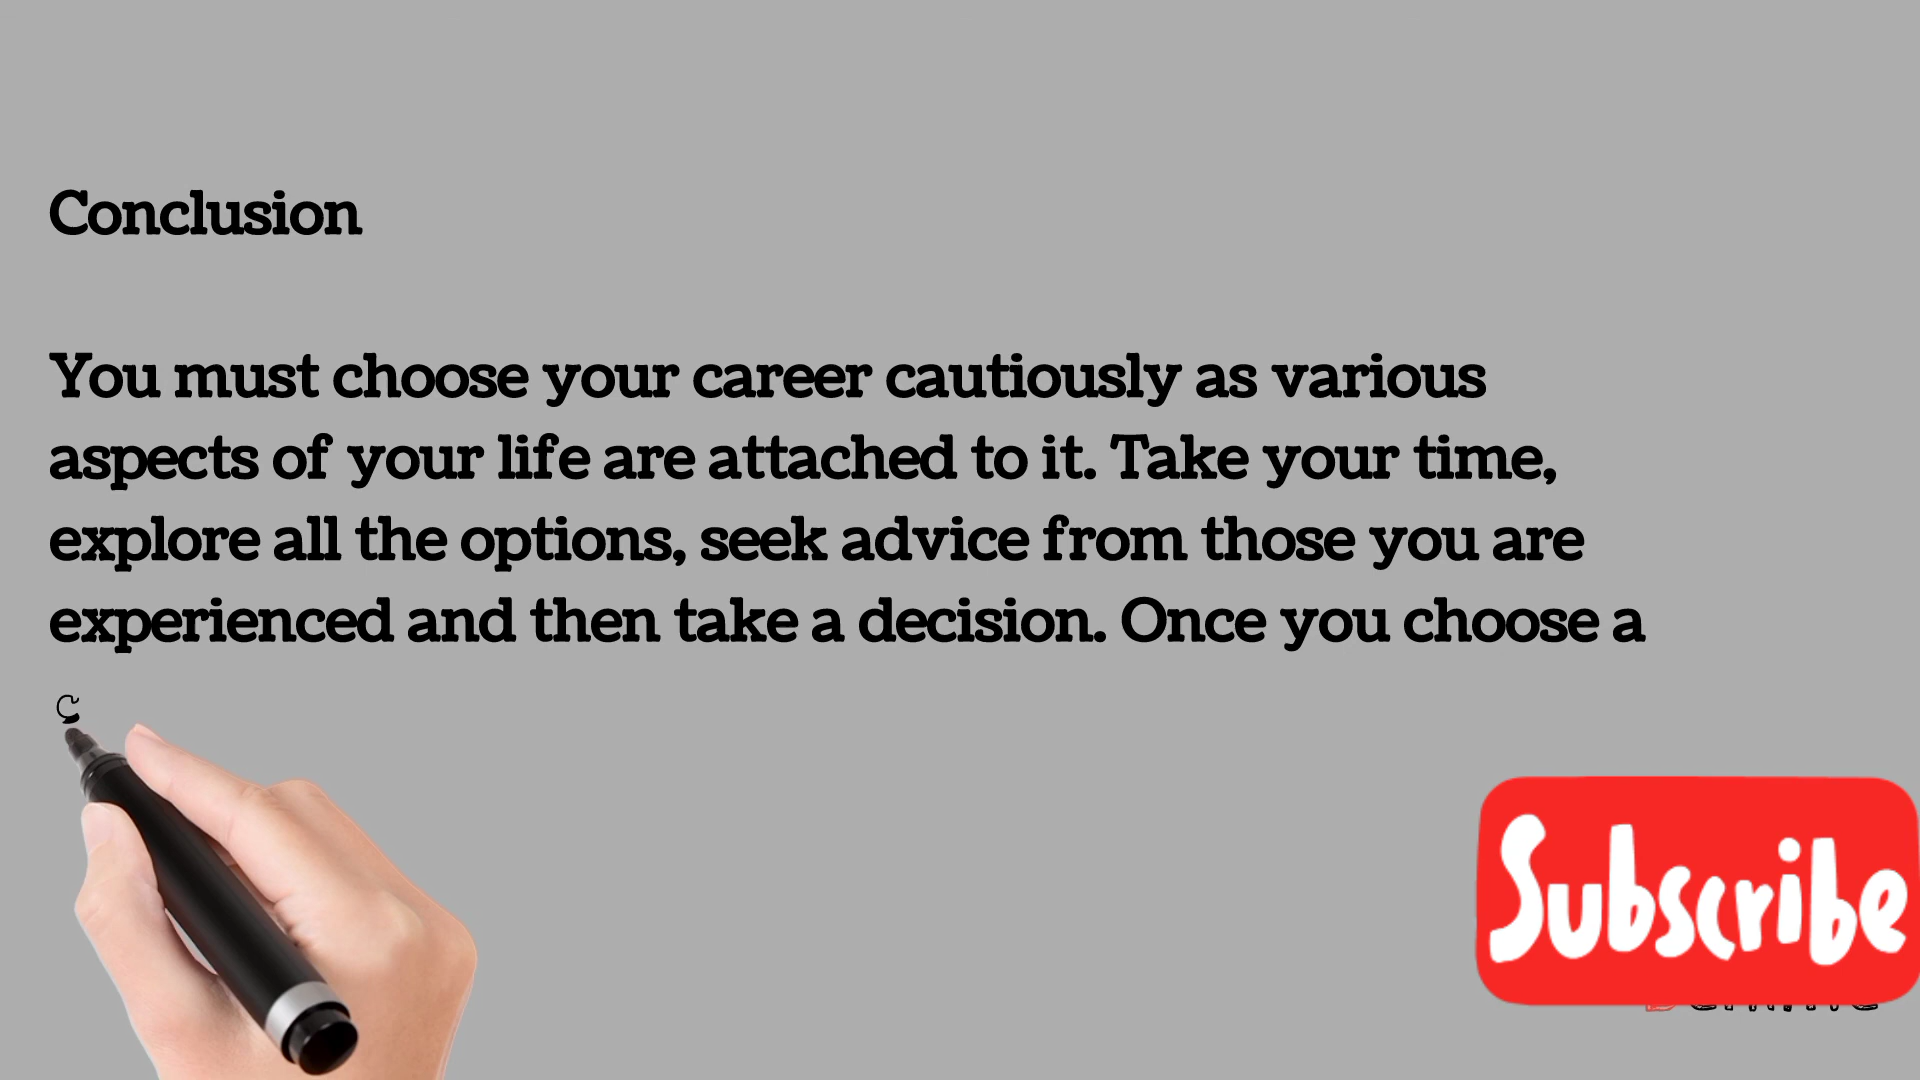 Conclusion
You must choose your career cautiously as various
aspects of your life are attached to it. Take your time,
explore all the options, seek advice from those you are
experienced and then take a decision. Once you choose a
c
Subscribe